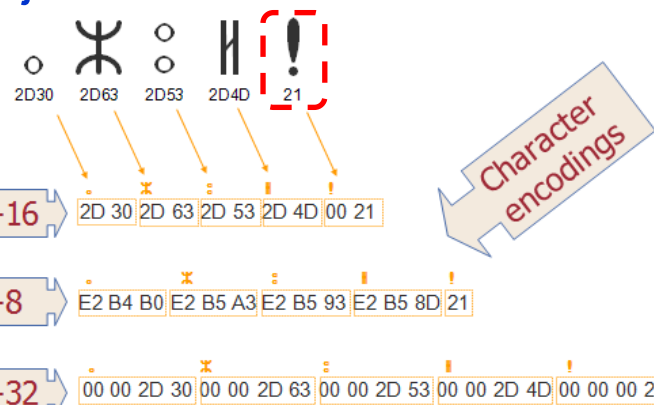 ⴰⵣⵓⵍ!
2D30 2D63 2D53 2D4D 21
Character
encodings
ⴰ ⵣ ⵓ ⵍ !
-16 2D 30 2D 63 2D 53 2D 4D 00 21
ⴰ ⵣ ⵓ ⵍ !
-8 E2 B4 B0 E2 B5 A3 E2 B5 93 E2 B5 8D 21
ⴰ ⵣ ⵓ ⵍ !
-32 00 00 2D 30 00 00 2D 63 00 00 2D 53 00 00 2D 4D 00 00 00 2